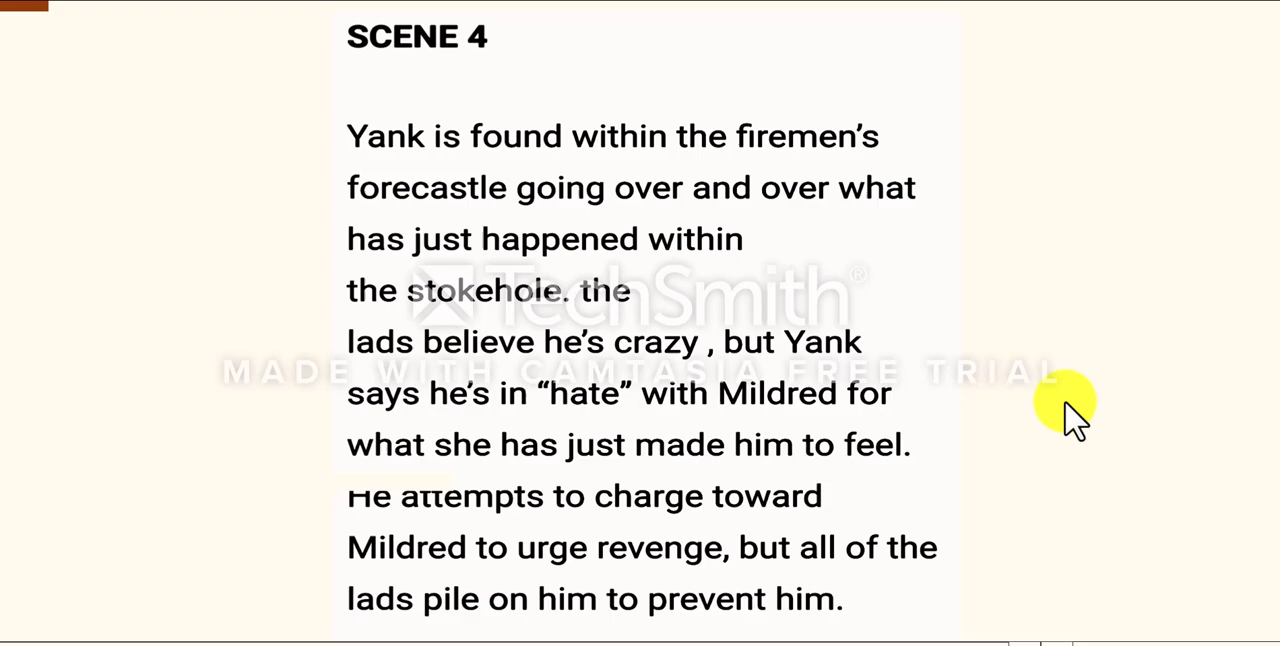 SCENE 4
Yank is found within the firemen’s
forecastle going over and over what
has just happened within
the stokehole. the
TechSmith®
lads believe he’s crazy , but Yank
MADE WITH CAMTASIA FREE TRIAL
says he’s in “hate” with Mildred for
what she has just made him to feel.
He attempts to charge toward
Mildred to urge revenge, but all of the
lads pile on him to prevent him.